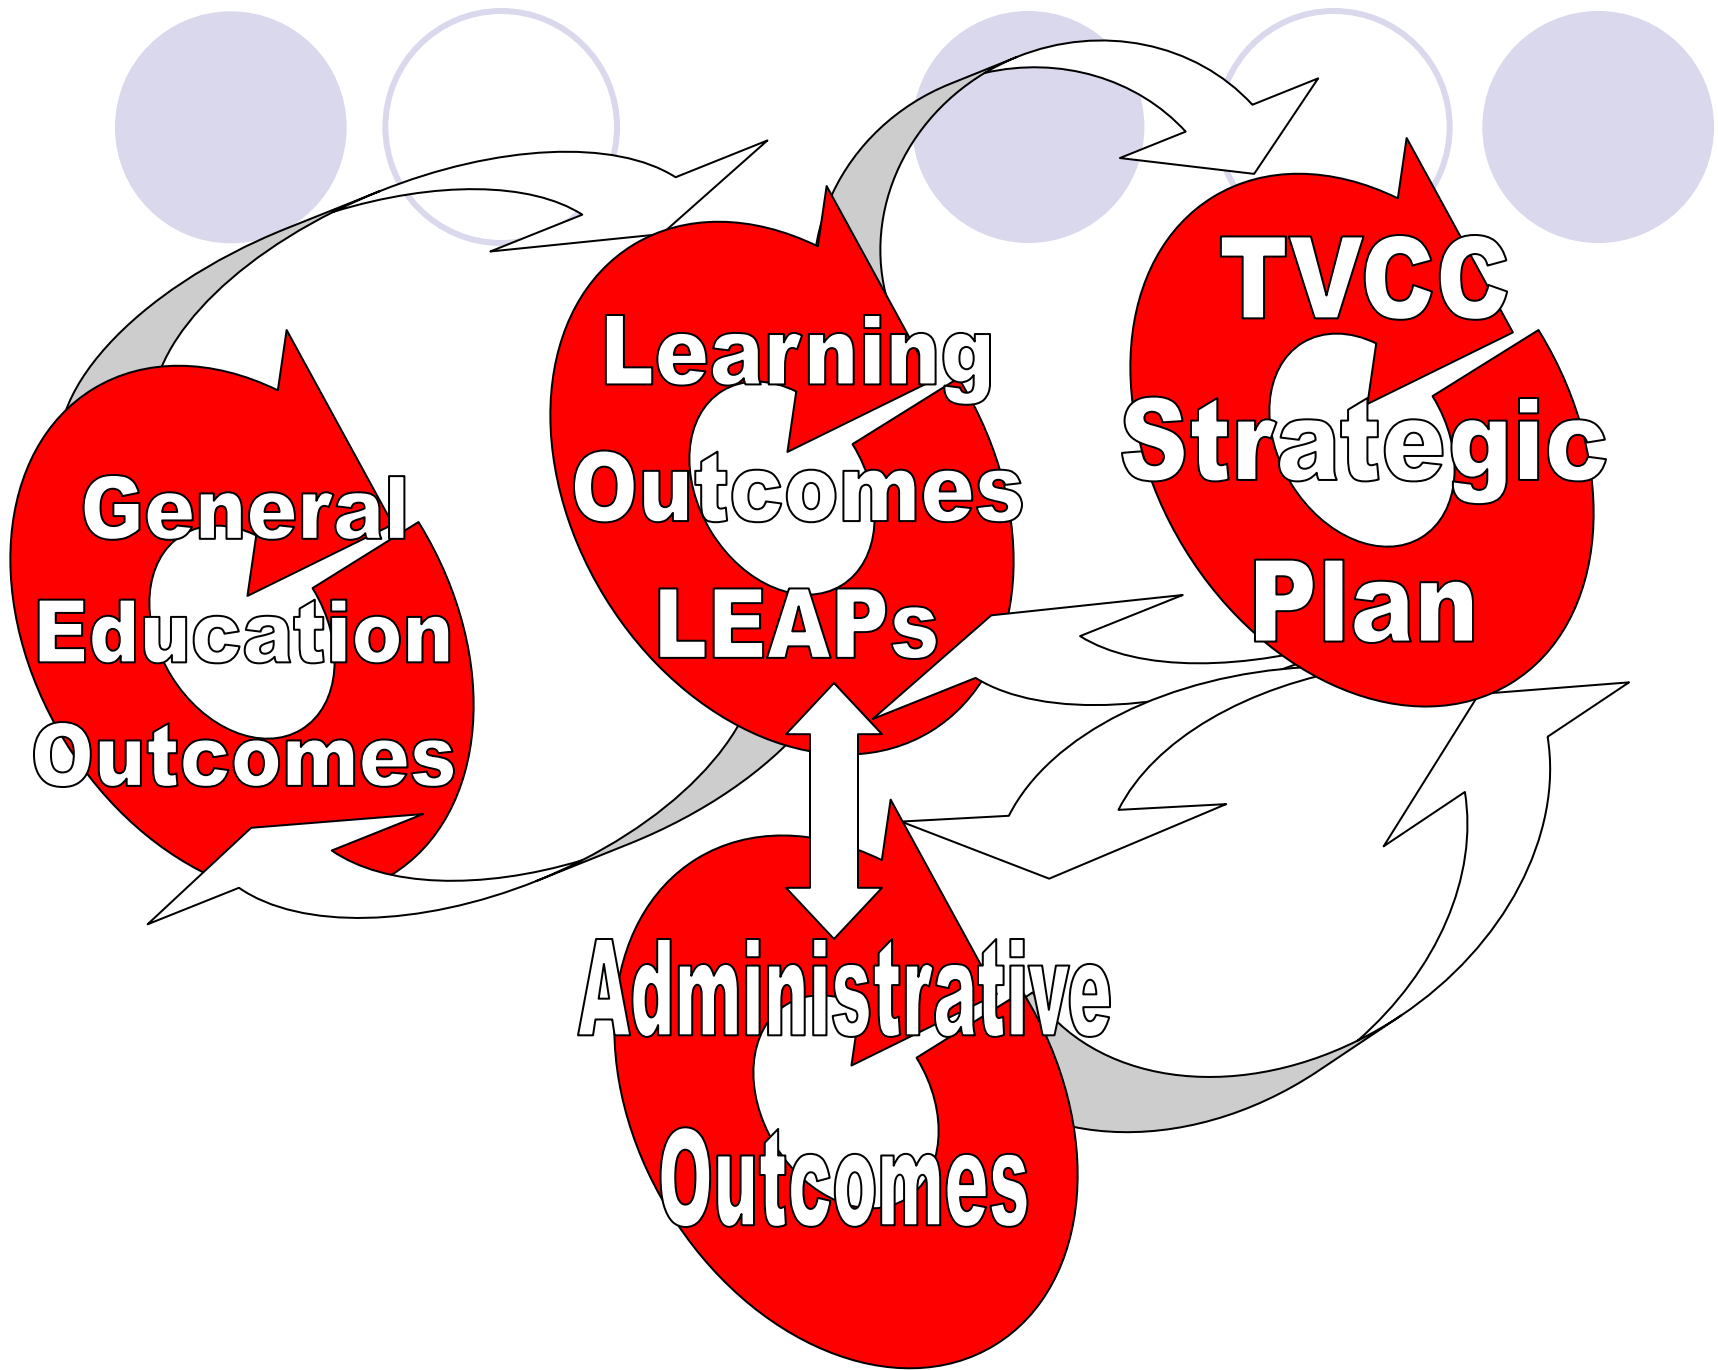 General
Education
Outcomes
Learning
Outcomes
LEAPs
TVCC
Strategic
Plan
Administrative
Outcomes